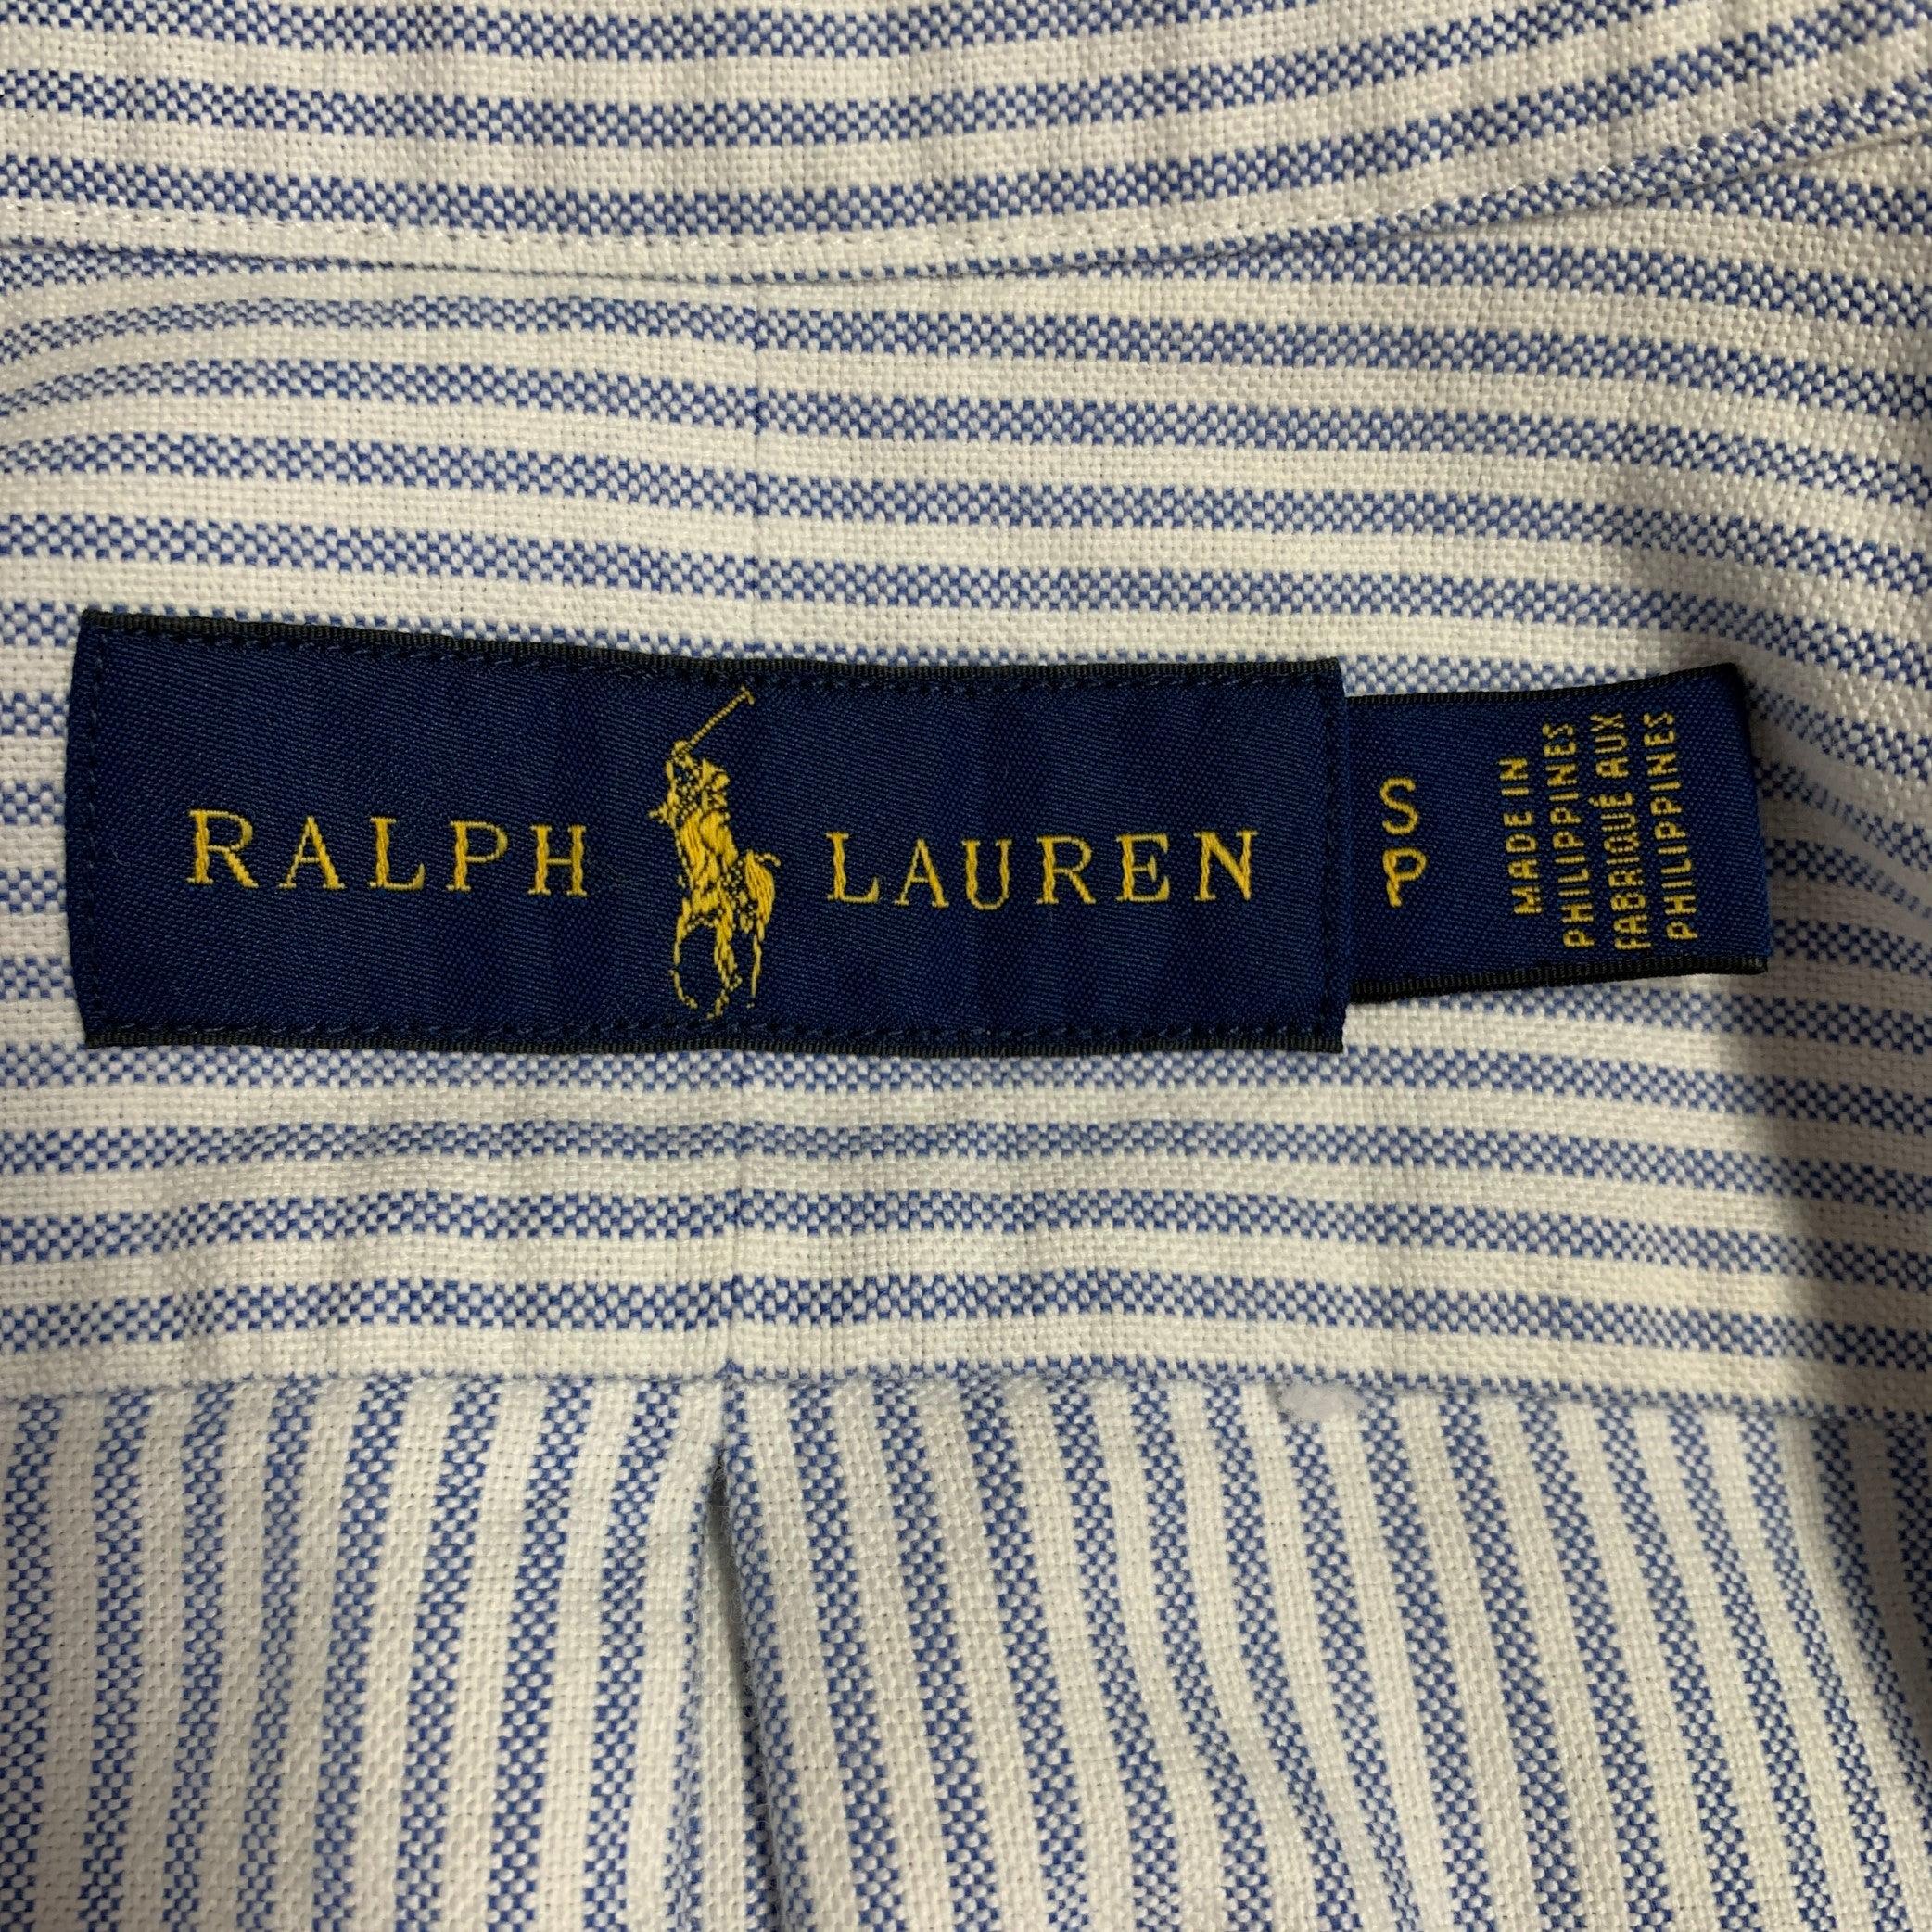 RALPH LAUREN
S
P
MADE IN
PHILIPPINES
FABRIQUÉ AUX
PHILIPPINES